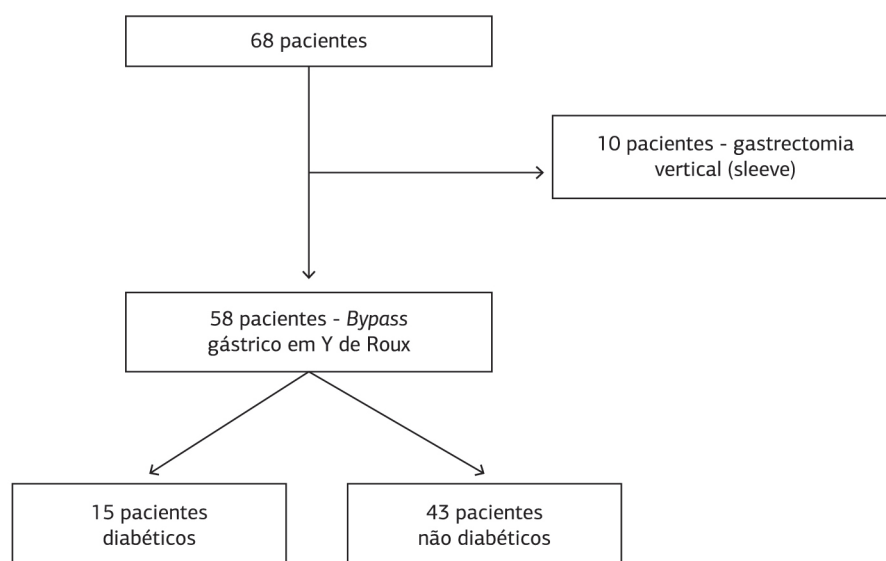 68 pacientes
10 pacientes - gastrectomia
vertical (sleeve)
58 pacientes - Bypass
gástrico em Y de Roux
15 pacientes
diabéticos
43 pacientes
não diabéticos